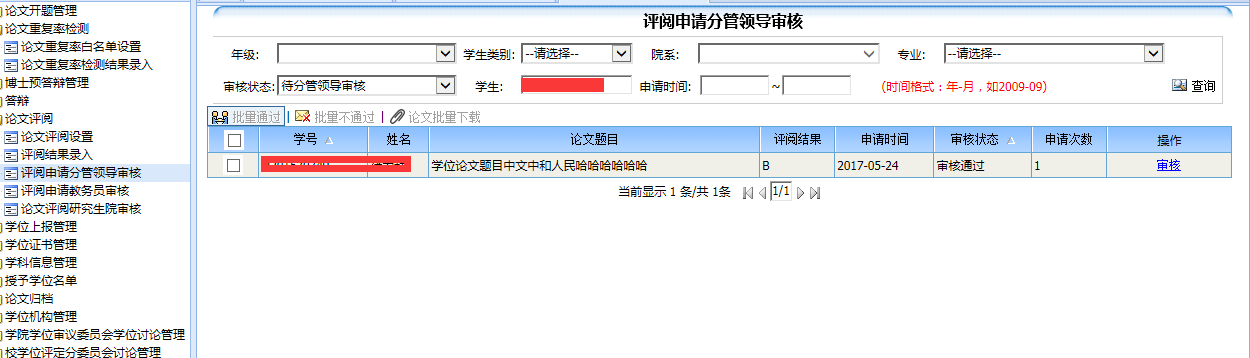 论文开题管理
论文重复率检测
论文重复率白名单设置
论文重复率检测结果录入
博士预答辩管理
答辩
论文评阅
论文评阅设置
评阅结果录入
评阅申请分管领导审核
评阅申请教务员审核
论文评阅研究生院审核
学位上报管理
学位证书管理
学科信息管理
授予学位名单
论文归档
学位机构管理
学院学位审议委员会学位讨论管理
校学位评定分委员会讨论管理
评阅申请分管领导审核
年级: 学生类别: --请选择-- 院系: 专业: --请选择--
审核状态: 待分管领导审核 学生: 申请时间: ~ (时间格式；年-月，如2009-09) 查询
批量通过 批量不通过 论文批量下载
学号 姓名 论文题目 评阅结果 申请时间 审核状态 申请次数 操作
学位论文题目中文中和人民哈哈哈哈哈哈 B 2017-05-24 审核通过 1 审核
当前显示 1 条/共 1条 1/1